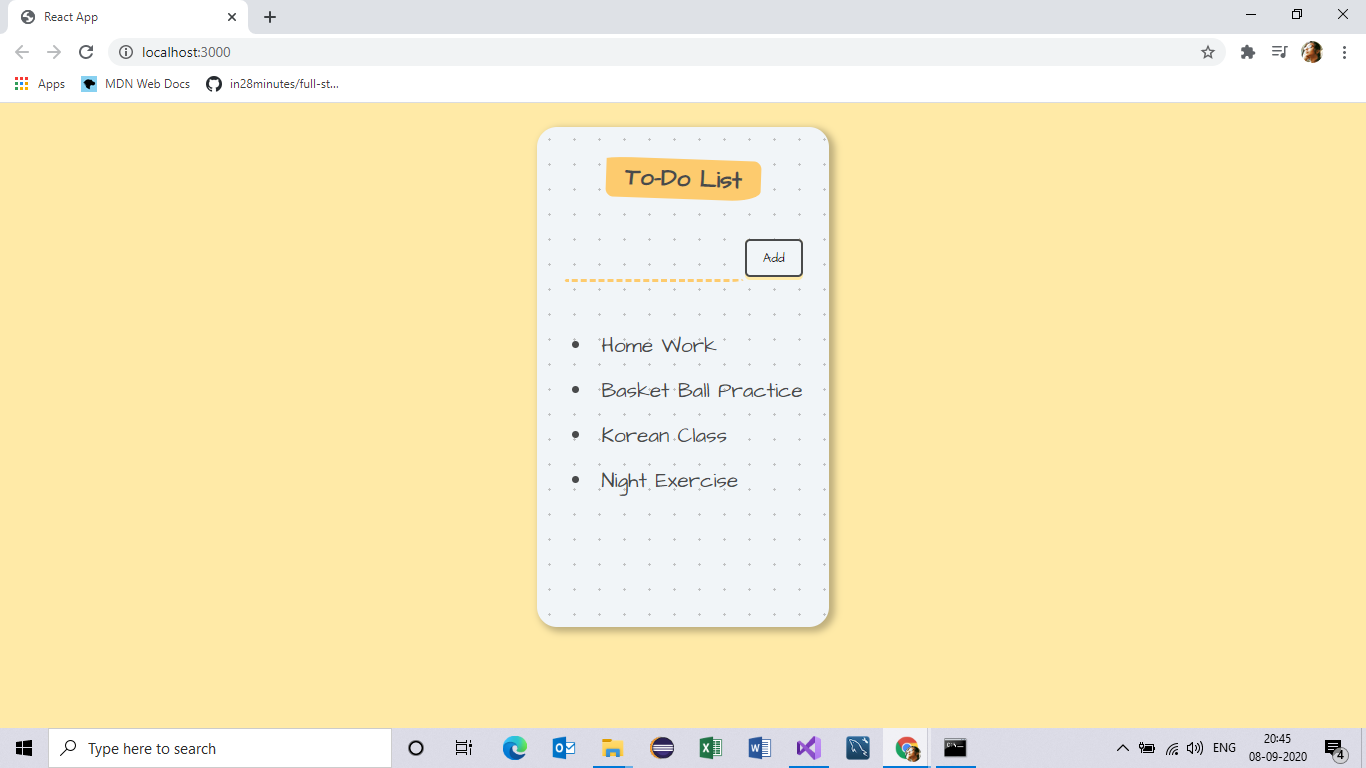 React App
localhost:3000
Apps MDN Web Docs in28minutes/full-st...
To-Do List
Add
Home Work
Basket Ball Practice
Korean Class
Night Exercise
Type here to search
ENG
20:45
08-09-2020
4